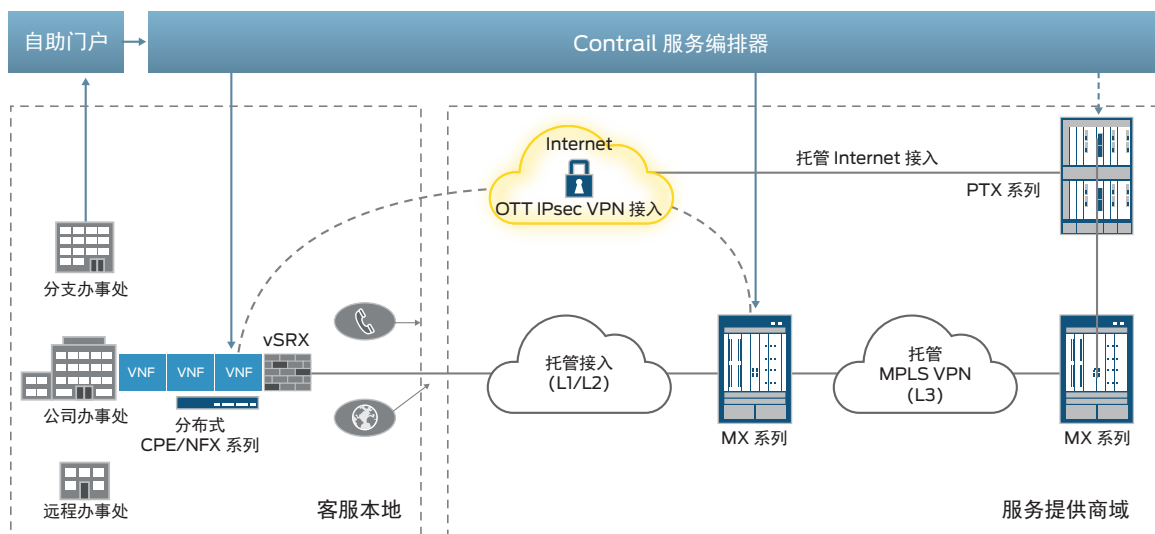 自助门户
Contrail 服务编排器
Internet
OTT IPsec VPN 接入
托管 Internet 接入
PTX 系列
分支办事处
vSRX
VNF
VNF
VNF
公司办事处
分布式
CPE/NFX 系列
托管接入
(L1/L2)
MX 系列
托管
MPLS VPN
(L3)
MX 系列
远程办事处
客服本地
服务提供商域